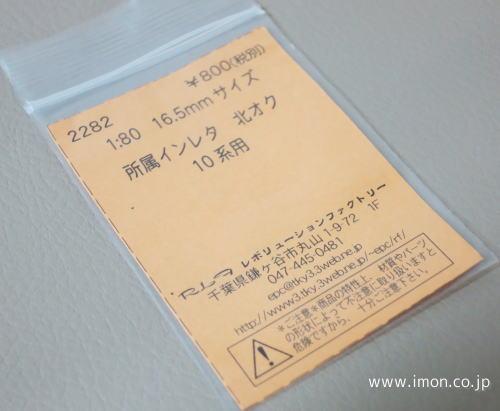 ¥800(税別)
2282
1:80 16.5mmサイズ
所属インレタ 北オク
10系用
レボリューションファクトリー
千葉県鎌ヶ谷市丸山1-9-72 1F
047-445-0481
epc@tky3.3web.ne.jp
http://www3.tky.3web.ne.jp/~epc/rf/
*ご注意*商品の特性上、材質やパーツ
の形状によって不注意に取り扱いますと
危険ですから、十分ご注意下さい。
www.imon.co.jp